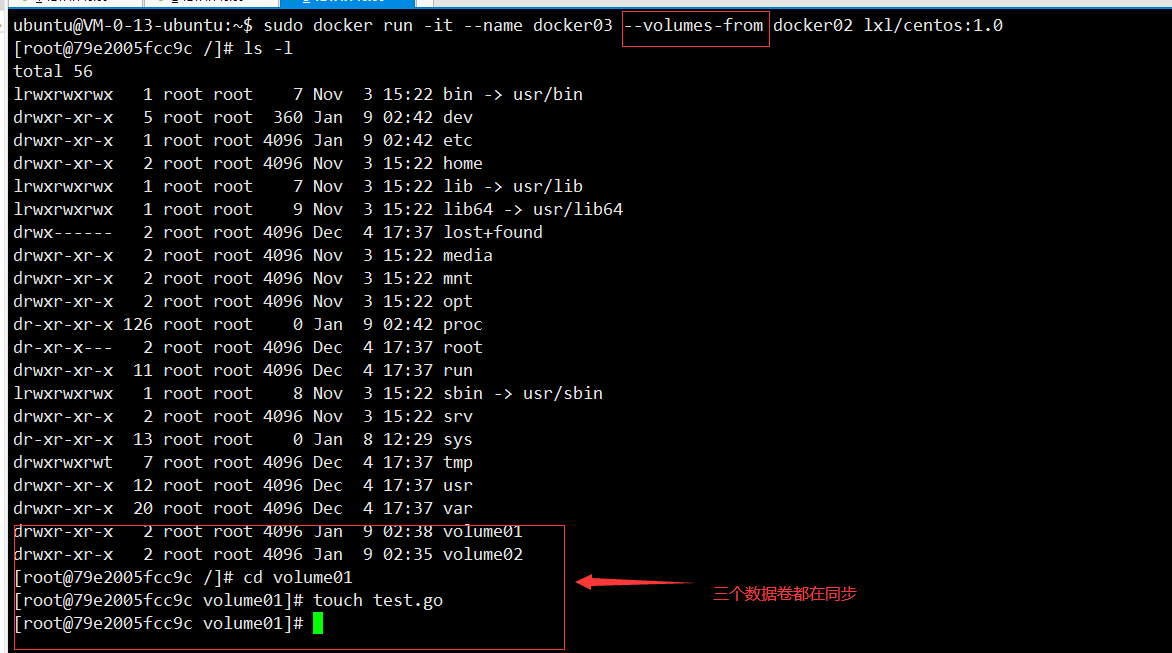 ubuntu@VM-0-13-ubuntu:~$ sudo docker run -it --name docker03 --volumes-from docker02 lxl/centos:1.0
[root@79e2005fcc9c /]# ls -l
total 56
lrwxrwxrwx   1 root root    7 Nov  3 15:22 bin -> usr/bin
drwxr-xr-x   5 root root  360 Jan  9 02:42 dev
drwxr-xr-x   1 root root 4096 Jan  9 02:42 etc
drwxr-xr-x   2 root root 4096 Nov  3 15:22 home
lrwxrwxrwx   1 root root    7 Nov  3 15:22 lib -> usr/lib
lrwxrwxrwx   1 root root    9 Nov  3 15:22 lib64 -> usr/lib64
drwx------   2 root root 4096 Dec  4 17:37 lost+found
drwxr-xr-x   2 root root 4096 Nov  3 15:22 media
drwxr-xr-x   2 root root 4096 Nov  3 15:22 mnt
drwxr-xr-x   2 root root 4096 Nov  3 15:22 opt
dr-xr-xr-x 126 root root    0 Jan  9 02:42 proc
dr-xr-x---   2 root root 4096 Dec  4 17:37 root
drwxr-xr-x  11 root root 4096 Dec  4 17:37 run
lrwxrwxrwx   1 root root    8 Nov  3 15:22 sbin -> usr/sbin
drwxr-xr-x   2 root root 4096 Nov  3 15:22 srv
dr-xr-xr-x  13 root root    0 Jan  8 12:29 sys
drwxrwxrwt   7 root root 4096 Dec  4 17:37 tmp
drwxr-xr-x  12 root root 4096 Dec  4 17:37 usr
drwxr-xr-x  20 root root 4096 Dec  4 17:37 var
drwxr-xr-x   2 root root 4096 Jan  9 02:38 volume01
drwxr-xr-x   2 root root 4096 Jan  9 02:35 volume02
[root@79e2005fcc9c /]# cd volume01
[root@79e2005fcc9c volume01]# touch test.go
[root@79e2005fcc9c volume01]#
三个数据卷都在同步